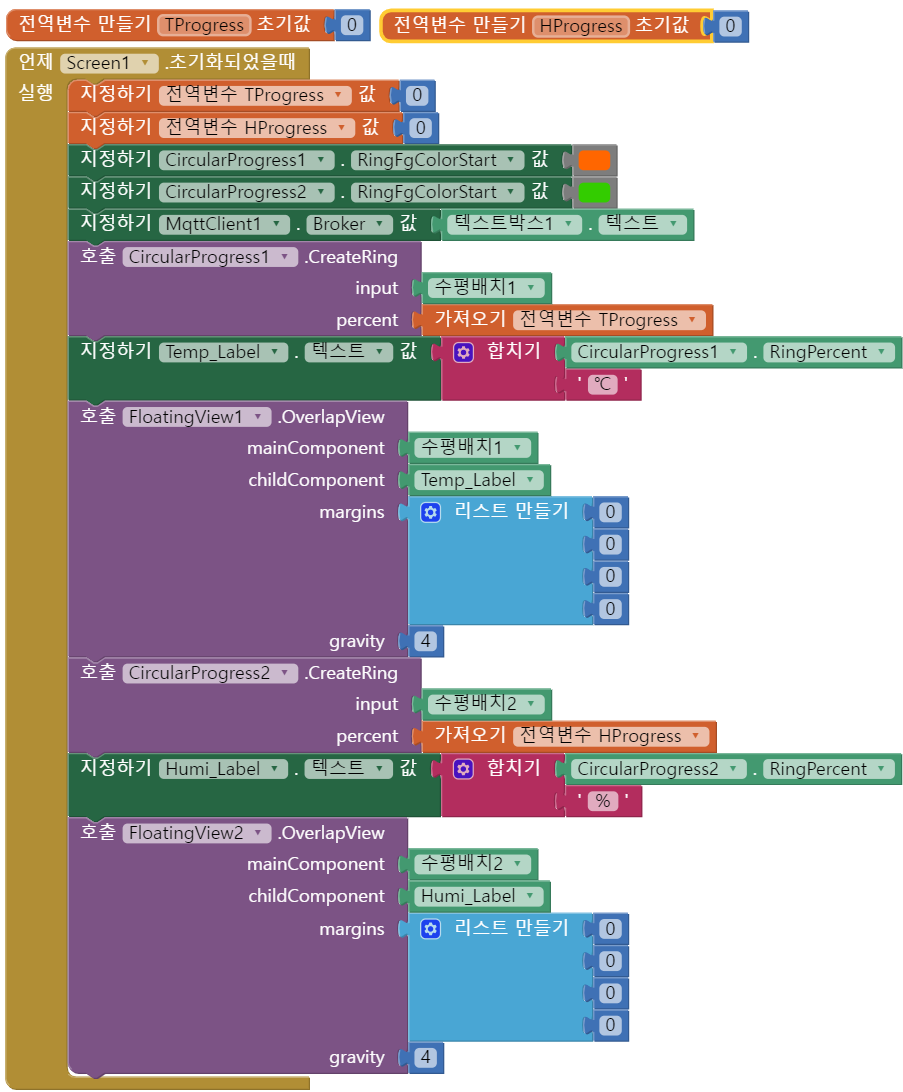 전역변수 만들기 TProgress 초기값 0 전역변수 만들기 HProgress 초기값 0
언제 Screen1 .초기화되었을때
실행 지정하기 전역변수 TProgress 값 0
지정하기 전역변수 HProgress 값 0
지정하기 CircularProgress1 . RingFgColorStart 값
지정하기 CircularProgress2 . RingFgColorStart 값
지정하기 MqttClient1 . Broker 값 텍스트박스1 . 텍스트
호출 CircularProgress1 .CreateRing
input 수평배치1
percent 가져오기 전역변수 TProgress
지정하기 Temp_Label . 텍스트 값 합치기 CircularProgress1 . RingPercent
' ℃ '
호출 FloatingView1 .OverlapView
mainComponent 수평배치1
childComponent Temp_Label
margins 리스트 만들기 0
0
0
0
gravity 4
호출 CircularProgress2 .CreateRing
input 수평배치2
percent 가져오기 전역변수 HProgress
지정하기 Humi_Label . 텍스트 값 합치기 CircularProgress2 . RingPercent
' % '
호출 FloatingView2 .OverlapView
mainComponent 수평배치2
childComponent Humi_Label
margins 리스트 만들기 0
0
0
0
gravity 4